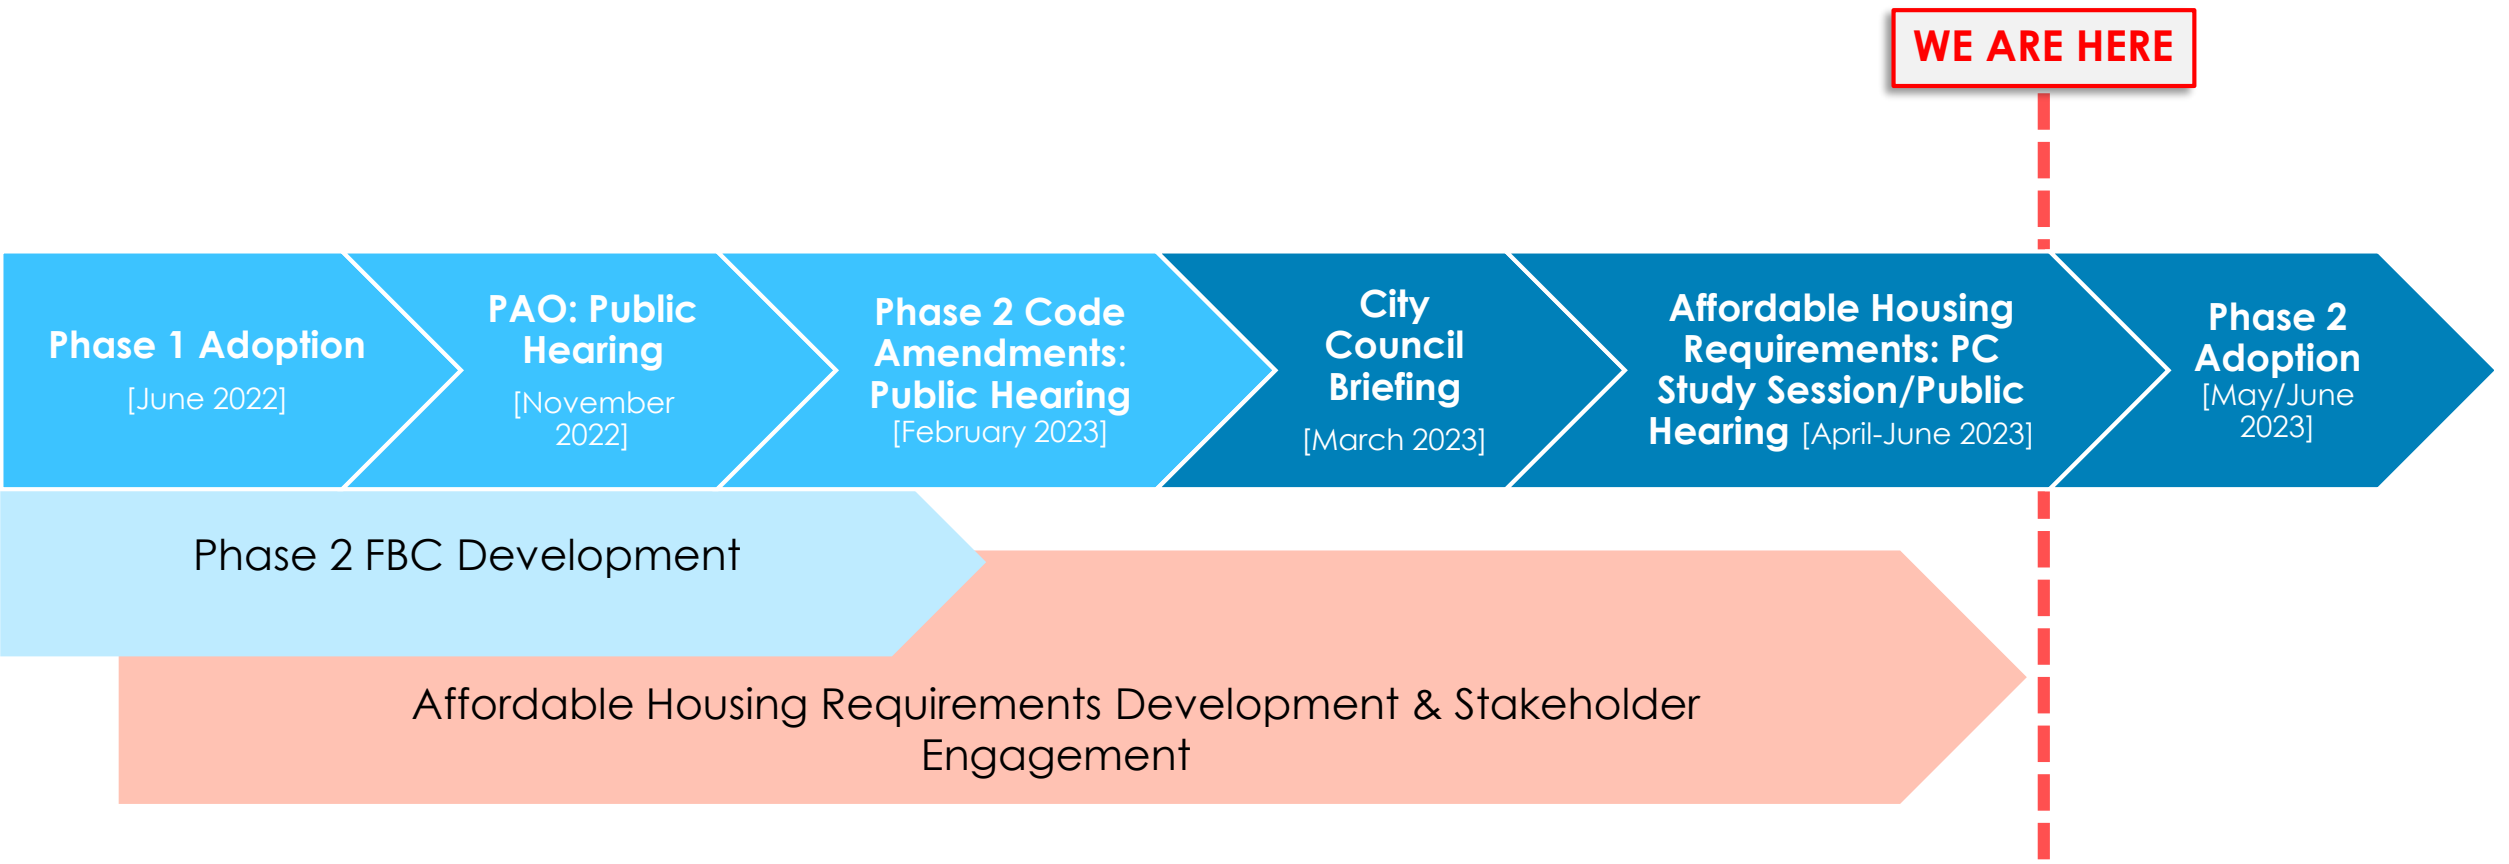 WE ARE HERE
Phase 1 Adoption
[June 2022]
PAO: Public
Hearing
[November
2022]
Phase 2 Code
Amendments:
Public Hearing
[February 2023]
City
Council
Briefing
[March 2023]
Affordable Housing
Requirements: PC
Study Session/Public
Hearing [April-June 2023]
Phase 2
Adoption
[May/June
2023]
Phase 2 FBC Development
Affordable Housing Requirements Development & Stakeholder
Engagement